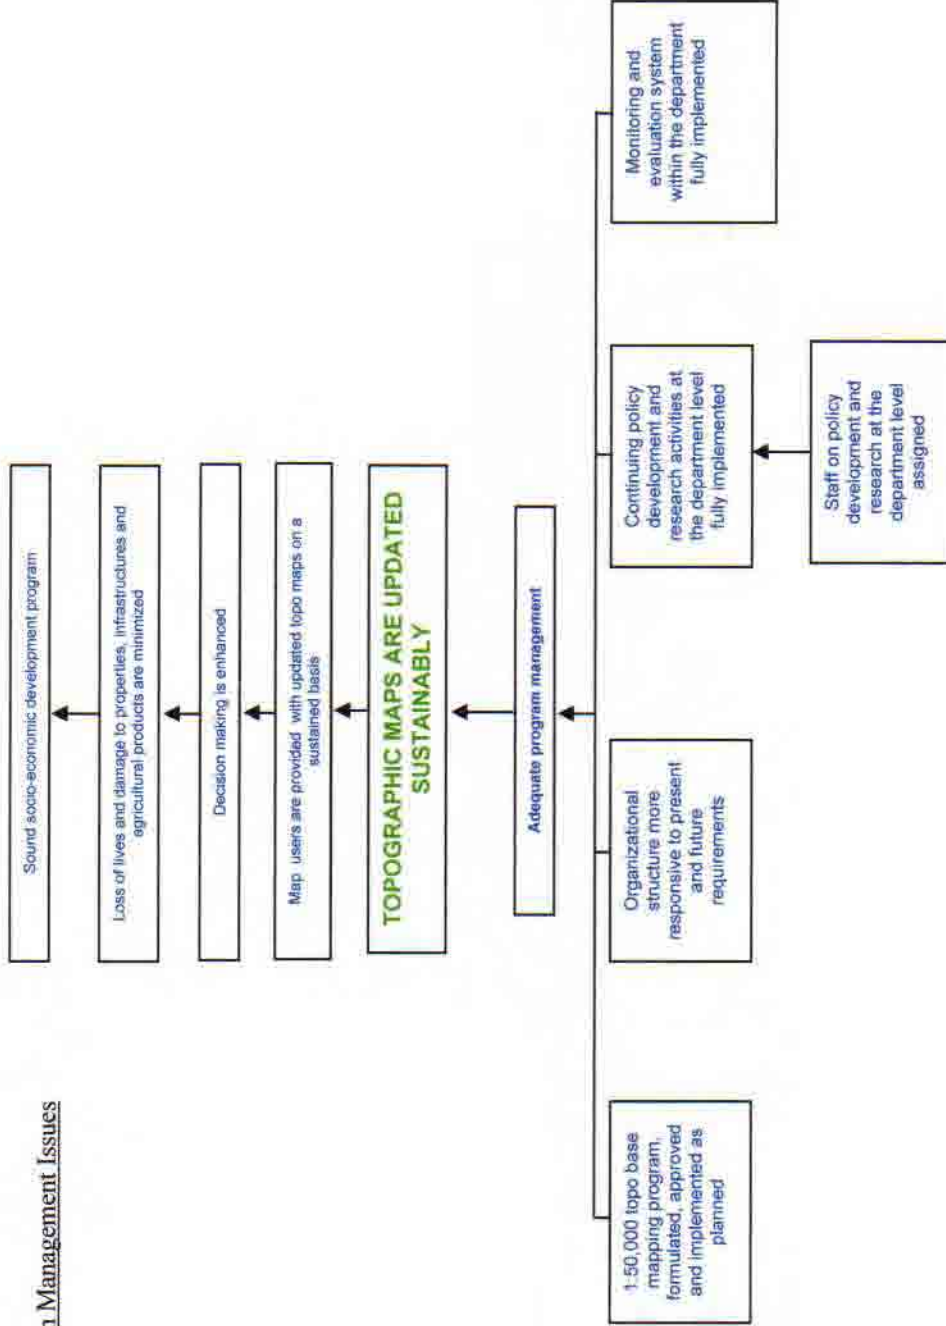 n Management Issues
Sound socio-economic development program
Loss of lives and damage to properties, infrastructures and
agricultural products are minimized
Decision making is enhanced
Map users are provided with updated topo maps on a
sustained basis
TOPOGRAPHIC MAPS ARE UPDATED
SUSTAINABLY
Adequate program management
1:50,000 topo base
mapping program,
formulated, approved
and implemented as
planned
Organizational
structure more
responsive to present
and future
requirements
Continuing policy
development and
research activities at
the department level
fully implemented
Monitoring and
evaluation system
within the department
fully implemented
Staff on policy
development and
research at the
department level
assigned